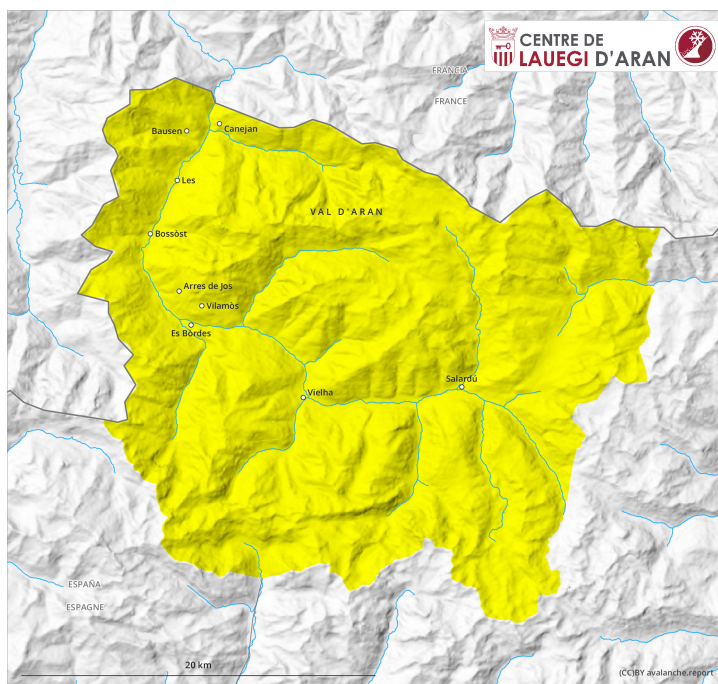 CENTRE DE
LAUEGI D'ARAN
FRANCIA
FRANCE
Bausen
Canejan
Les
VAL D'ARAN
Bossòst
Arres de Jos
Vilamòs
Es Bòrdes
Salardú
Vielha
ESPAÑA
ESPAGNE
20 km
(CC)BY avalanche.report